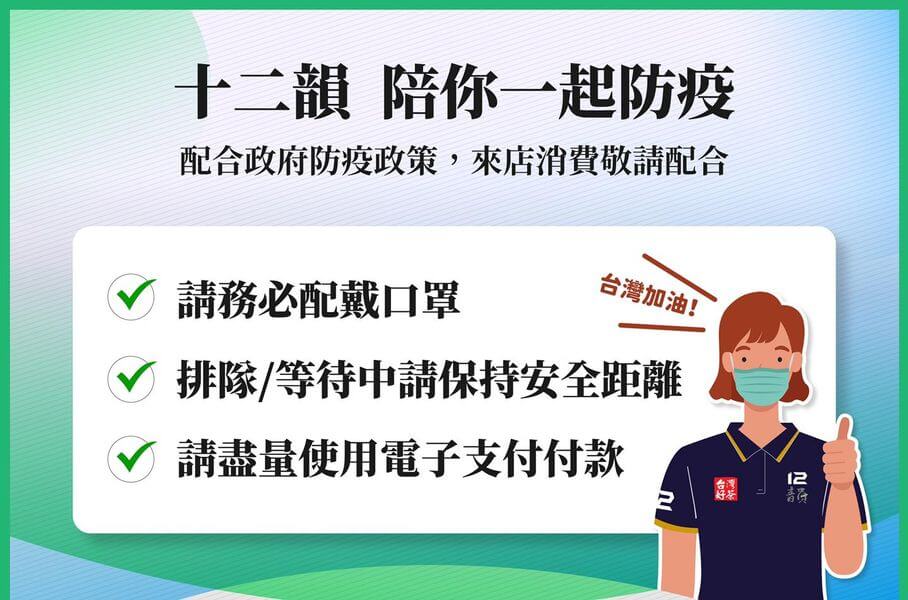 十二韻 陪你一起防疫
配合政府防疫政策，來店消費敬請配合
請務必配戴口罩
台灣加油!
排隊/等待中請保持安全距離
請盡量使用電子支付付款
12
台灣
好茶
12
音韻